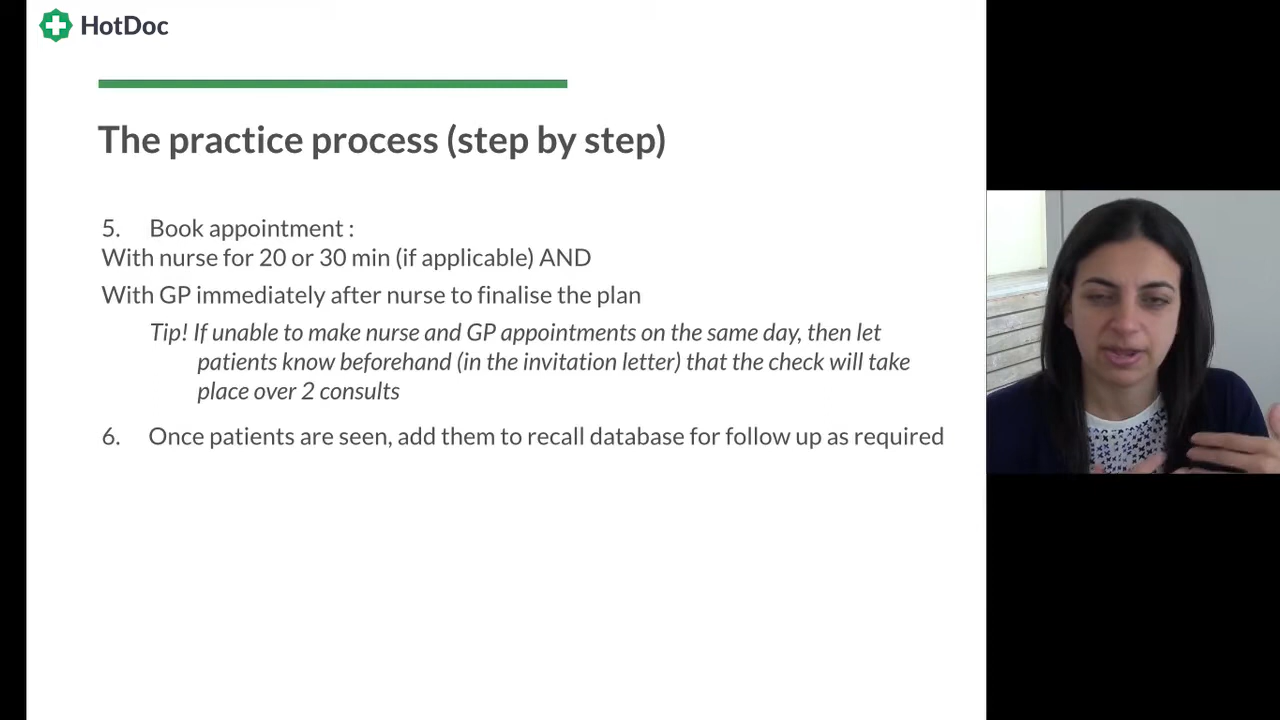 HotDoc
The practice process (step by step)
5. Book appointment :
With nurse for 20 or 30 min (if applicable) AND
With GP immediately after nurse to finalise the plan
Tip! If unable to make nurse and GP appointments on the same day, then let
patients know beforehand (in the invitation letter) that the check will take
place over 2 consults
6. Once patients are seen, add them to recall database for follow up as required